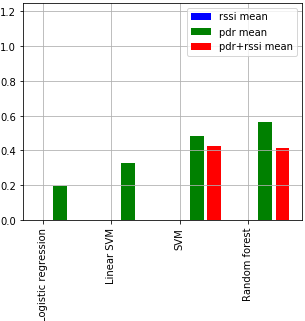 1.2
1.0
0.8
0.6
0.4
0.2
0.0
rssi mean
pdr mean
pdr+rssi mean
Logistic regression
Linear SVM
SVM
Random forest